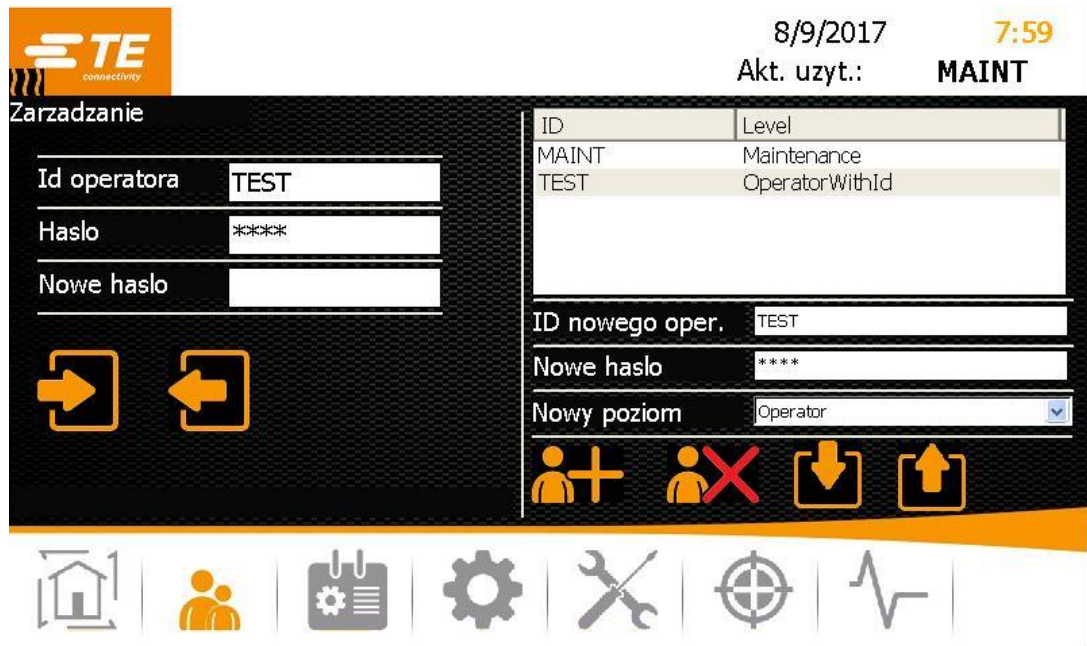 TE
connectivity
8/9/2017 7:59
Akt. uzyt.: MAINT
Zarzadzanie
Id operatora TEST
Haslo ****
Nowe haslo
ID Level
MAINT Maintenance
TEST OperatorWithId
ID nowego oper. TEST
Nowe haslo ****
Nowy poziom Operator